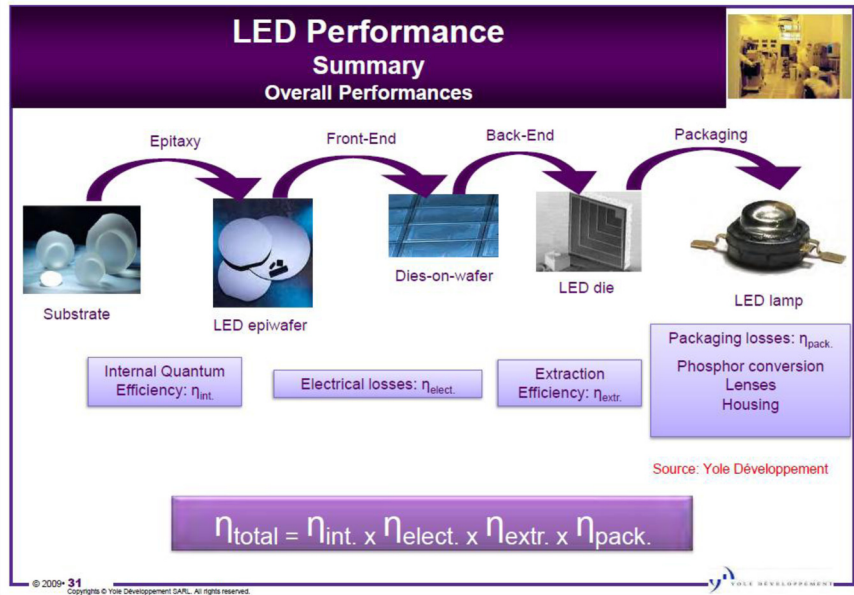 LED Performance
Summary
Overall Performances
Epitaxy
Front-End
Back-End
Packaging
Substrate
LED epiwafer
Dies-on-wafer
LED die
LED lamp
Internal Quantum
Efficiency: ηint.
Electrical losses: ηelect.
Extraction
Efficiency: ηextr.
Packaging losses: ηpack.
Phosphor conversion
Lenses
Housing
Source: Yole Développement
ηtotal = ηint. x ηelect. x ηextr. x ηpack.
© 2009• 31
Copyrights © Yole Développement SARL. All rights reserved.
YOLE DÉVELOPPEMENT